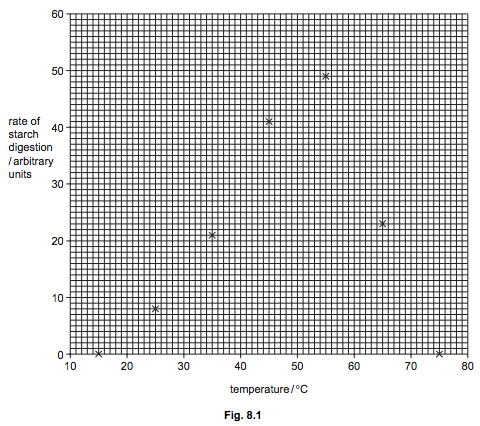 60
50
40
30
20
10
0
rate of
starch
digestion
/ arbitrary
units
10 20 30 40 50 60 70 80
temperature / °C
Fig. 8.1